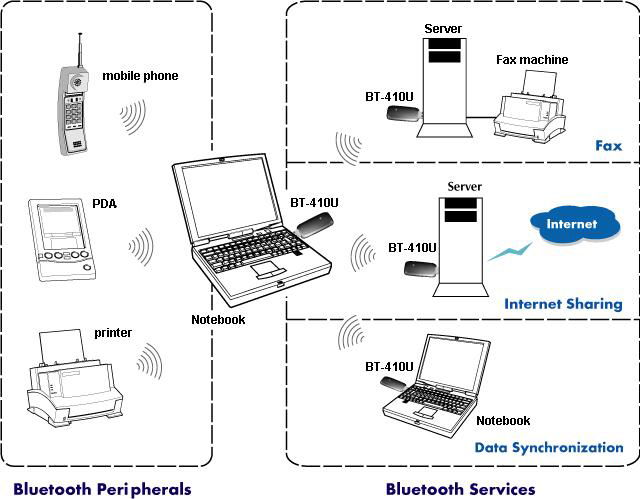 mobile phone
PDA
printer
Bluetooth Peripherals
BT-410U
Notebook
Server
Fax machine
BT-410U
Fax
Server
BT-410U
Internet
Internet Sharing
BT-410U
Notebook
Data Synchronization
Bluetooth Services